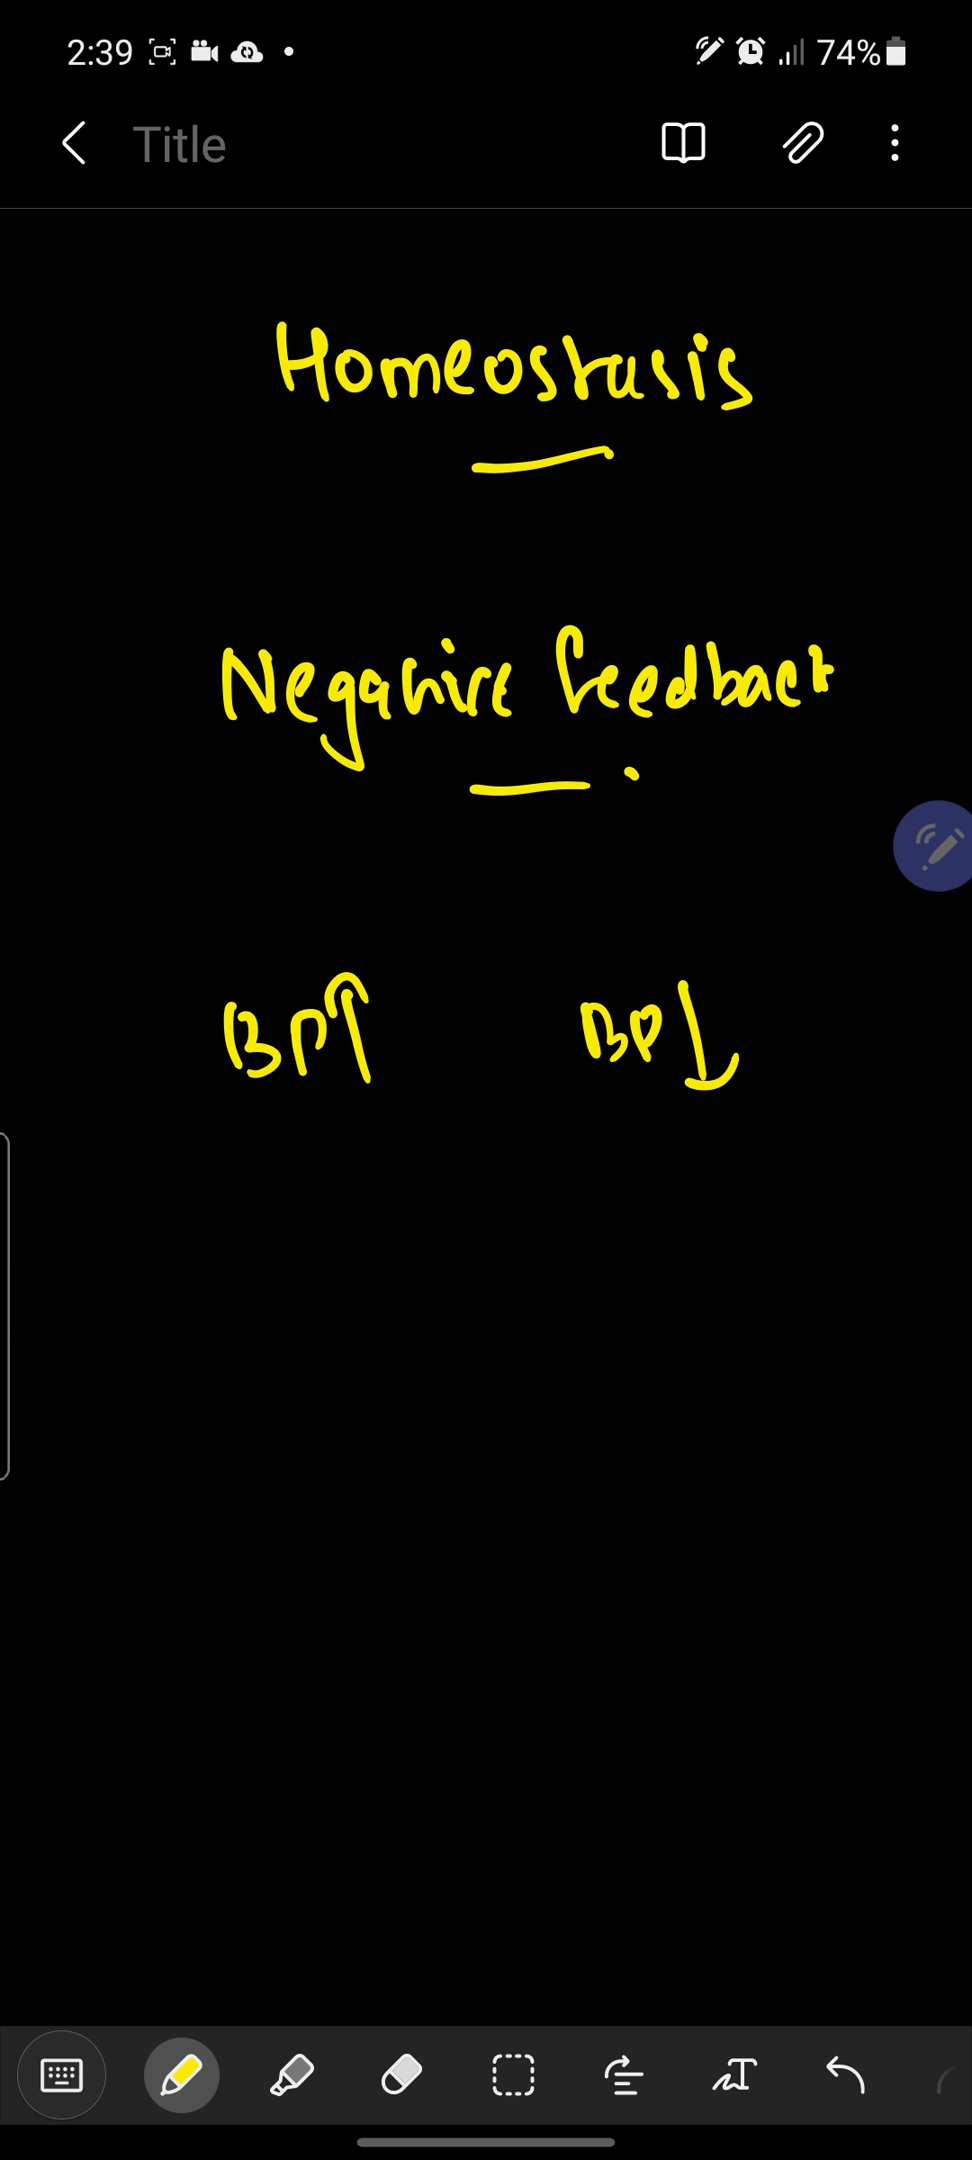 2:39 74%
Title
Homeostasis
Negative feedback
BP↑ BP↓